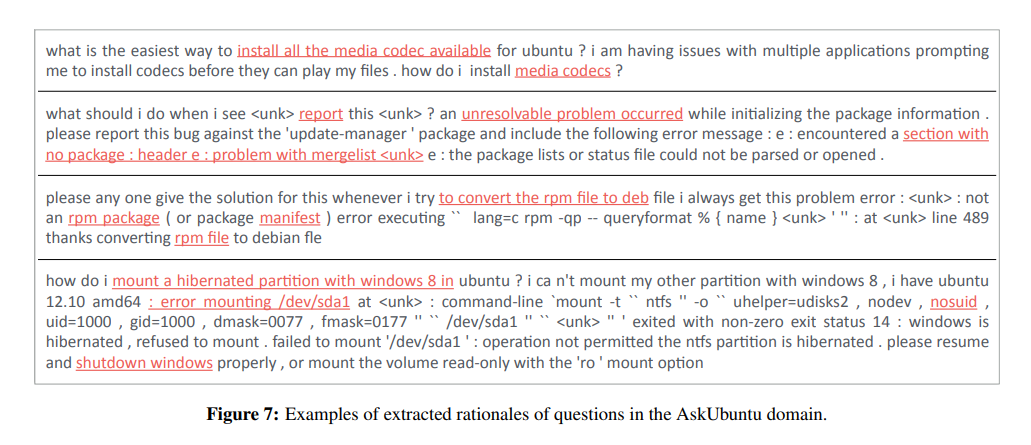 what is the easiest way to install all the media codec available for ubuntu ? i am having issues with multiple applications prompting
me to install codecs before they can play my files . how do i install media codecs ?
what should i do when i see <unk> report this <unk> ? an unresolvable problem occurred while initializing the package information .
please report this bug against the 'update-manager ' package and include the following error message : e : encountered a section with
no package : header e : problem with mergelist <unk> e : the package lists or status file could not be parsed or opened .
please any one give the solution for this whenever i try to convert the rpm file to deb file i always get this problem error : <unk> : not
an rpm package ( or package manifest ) error executing `` lang=c rpm -qp -- queryformat % { name } <unk> ' '' : at <unk> line 489
thanks converting rpm file to debian fle
how do i mount a hibernated partition with windows 8 in ubuntu ? i ca n't mount my other partition with windows 8 , i have ubuntu
12.10 amd64 : error mounting /dev/sda1 at <unk> : command-line `mount -t `` ntfs '' -o `` uhelper=udisks2 , nodev , nosuid ,
uid=1000 , gid=1000 , dmask=0077 , fmask=0177 '' `` /dev/sda1 '' `` <unk> '' ' exited with non-zero exit status 14 : windows is
hibernated , refused to mount . failed to mount '/dev/sda1 ' : operation not permitted the ntfs partition is hibernated . please resume
and shutdown windows properly , or mount the volume read-only with the 'ro ' mount option
Figure 7: Examples of extracted rationales of questions in the AskUbuntu domain.